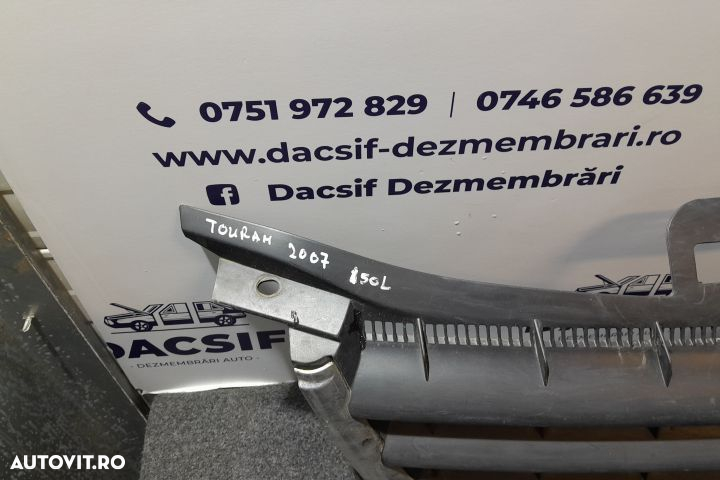 0751 972 829 | 0746 586 639
www.dacsif-dezmembrari.ro
Dacsif Dezmembrări
TOURAN 2007 150L
DACSIF
- DEZMEMBRĂRI AUTO -
AUTOVIT.RO